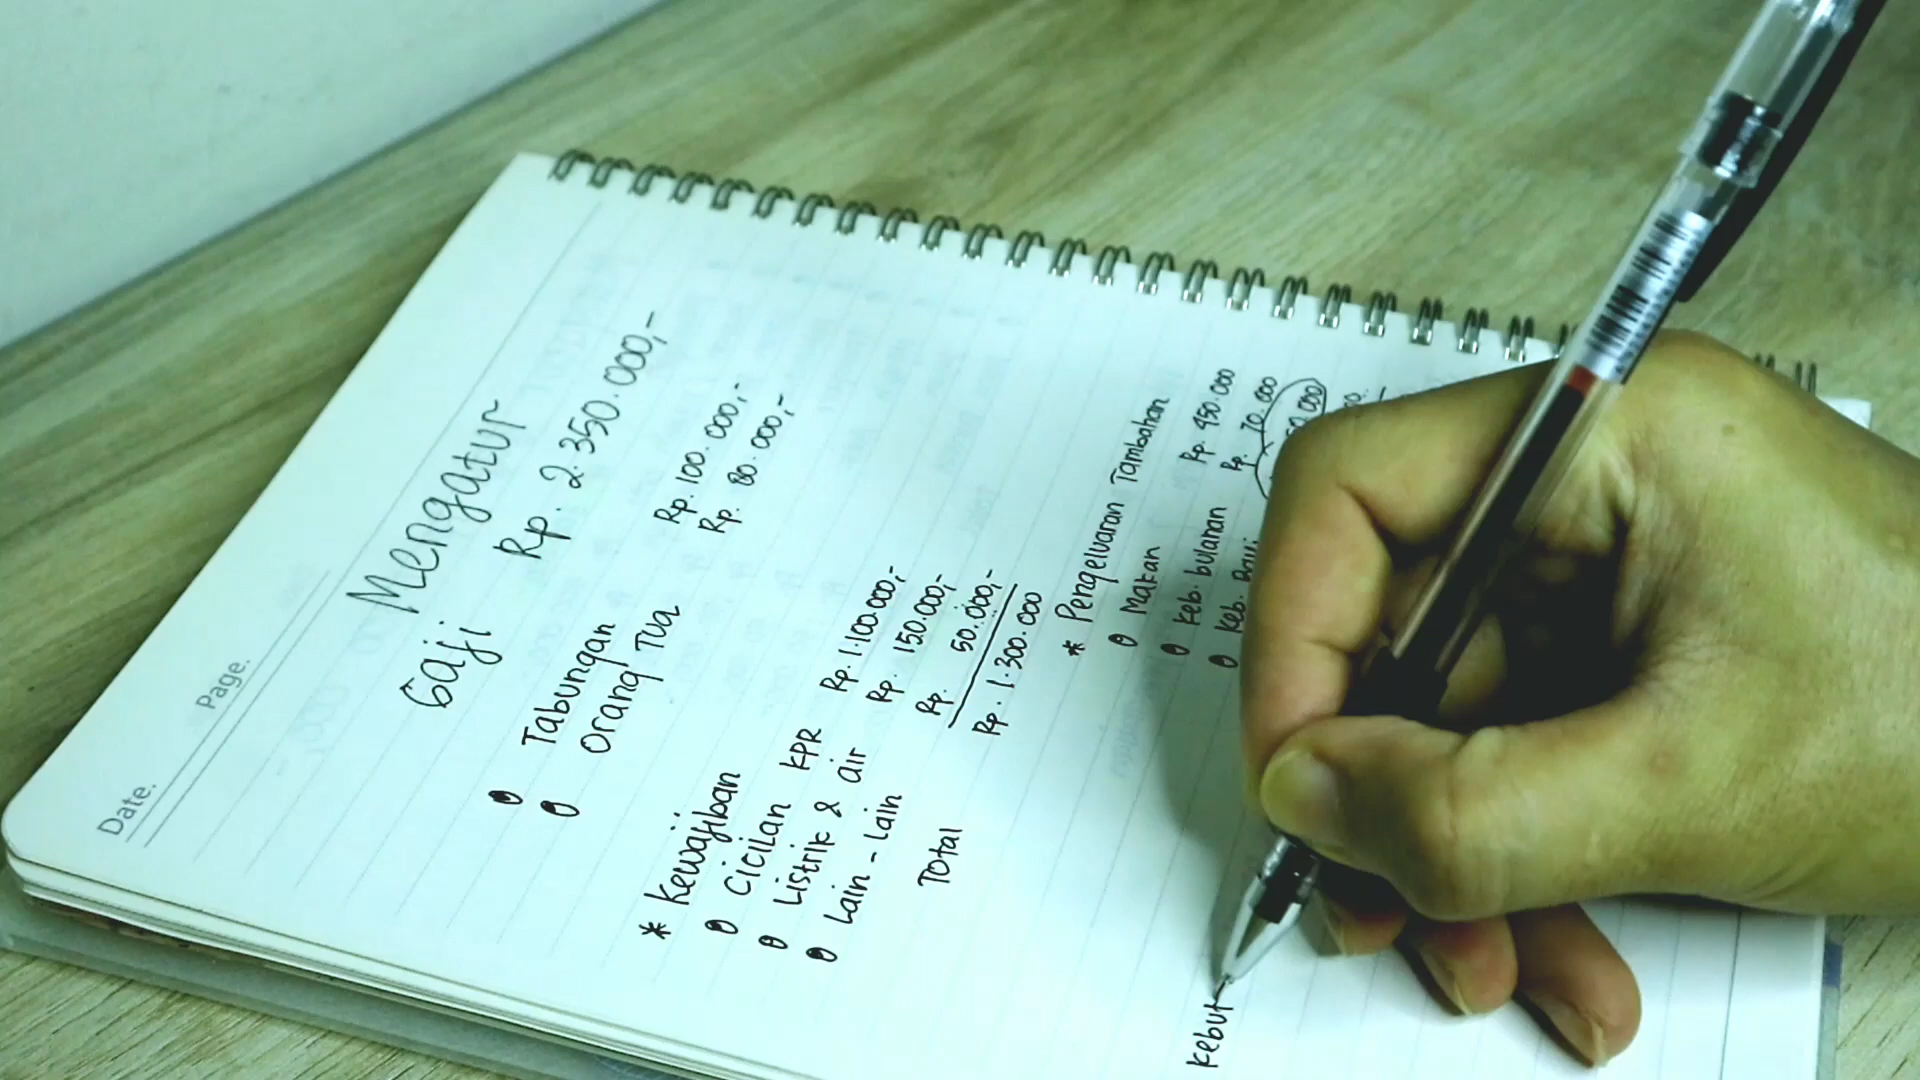 Date.
Page.
Mengatur
Gaji Rp. 2.350.000,-
Tabungan Rp. 100.000,-
Orang Tua Rp. 80.000,-
* Kewajiban
Cicilan KPR Rp. 1.100.000,-
Listrik & air Rp. 150.000,-
Lain-Lain Rp. 50.000,-
Total Rp. 1.300.000
* Pengeluaran Tambahan
Makan Rp. 450.000
Keb. bulanan Rp. 70.000
Keb.
Kebut